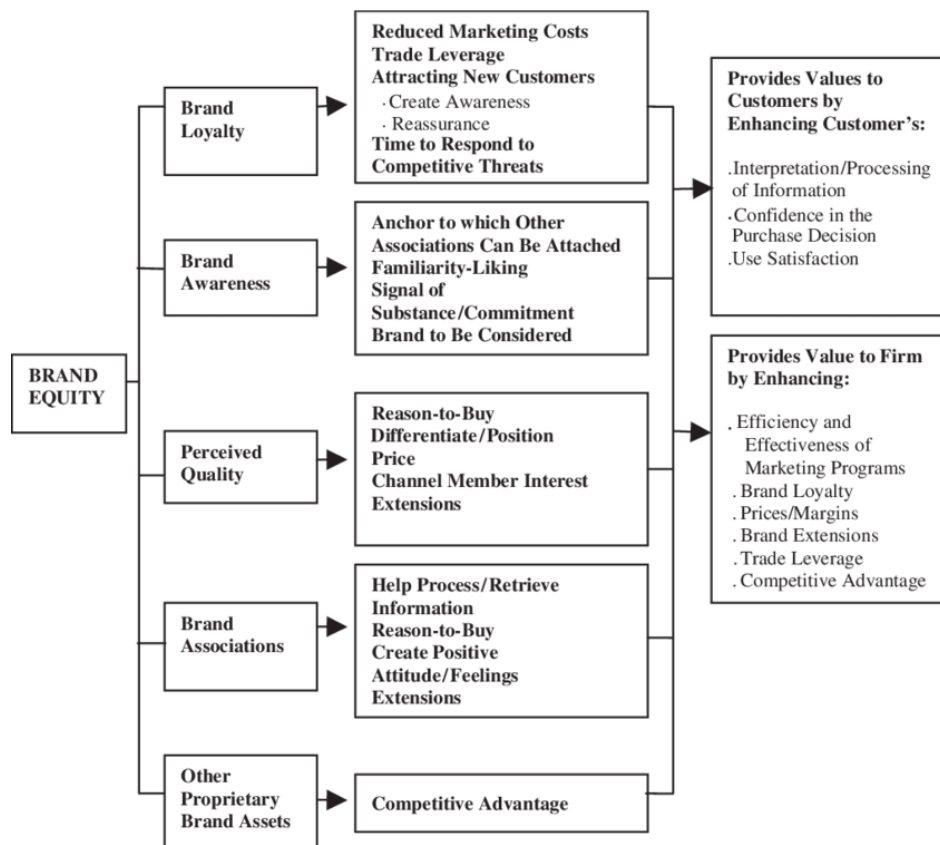 BRAND
EQUITY
Brand
Loyalty
Reduced Marketing Costs
Trade Leverage
Attracting New Customers
· Create Awareness
· Reassurance
Time to Respond to
Competitive Threats
Brand
Awareness
Anchor to which Other
Associations Can Be Attached
Familiarity-Liking
Signal of
Substance/Commitment
Brand to Be Considered
Perceived
Quality
Reason-to-Buy
Differentiate/Position
Price
Channel Member Interest
Extensions
Brand
Associations
Help Process/Retrieve
Information
Reason-to-Buy
Create Positive
Attitude/Feelings
Extensions
Other
Proprietary
Brand Assets
Competitive Advantage
Provides Values to
Customers by
Enhancing Customer's:
.Interpretation/Processing
of Information
.Confidence in the
Purchase Decision
.Use Satisfaction
Provides Value to Firm
by Enhancing:
. Efficiency and
Effectiveness of
Marketing Programs
. Brand Loyalty
. Prices/Margins
. Brand Extensions
. Trade Leverage
. Competitive Advantage